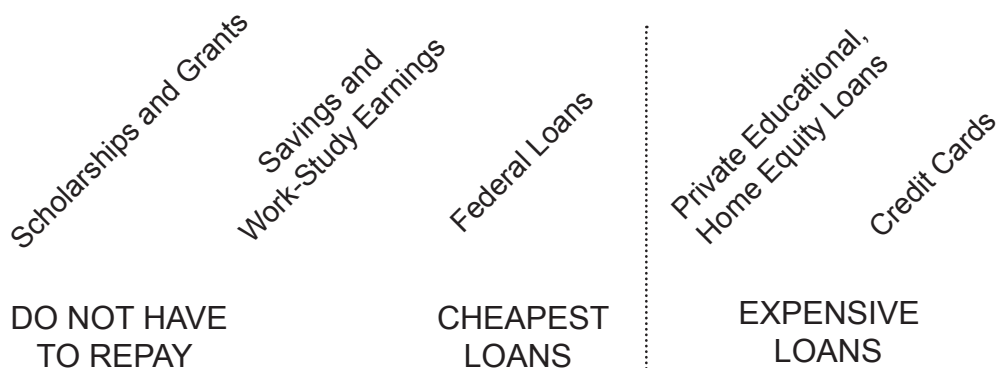 Scholarships and Grants
Savings and
Work-Study Earnings
Federal Loans
Private Educational,
Home Equity Loans
Credit Cards
DO NOT HAVE
TO REPAY
CHEAPEST
LOANS
EXPENSIVE
LOANS